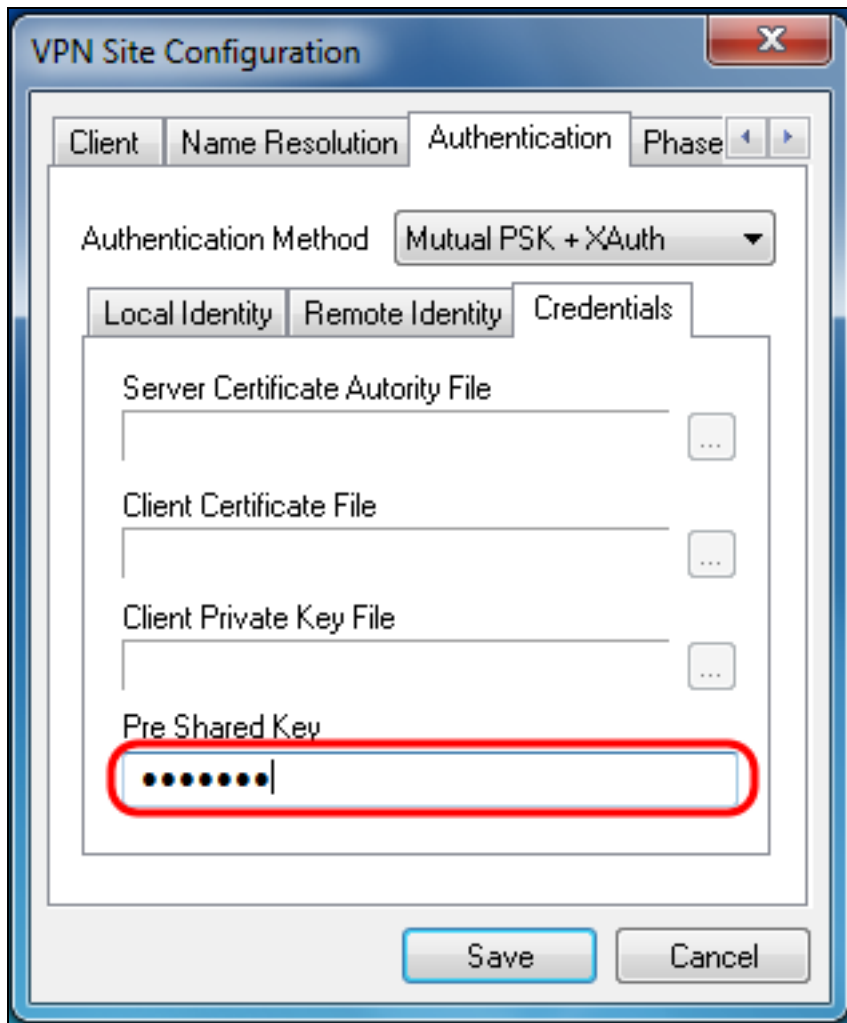 VPN Site Configuration
Client Name Resolution Authentication Phase
Authentication Method Mutual PSK + XAuth
Local Identity Remote Identity Credentials
Server Certificate Autority File
...
Client Certificate File
...
Client Private Key File
...
Pre Shared Key
●●●●●●●
Save Cancel